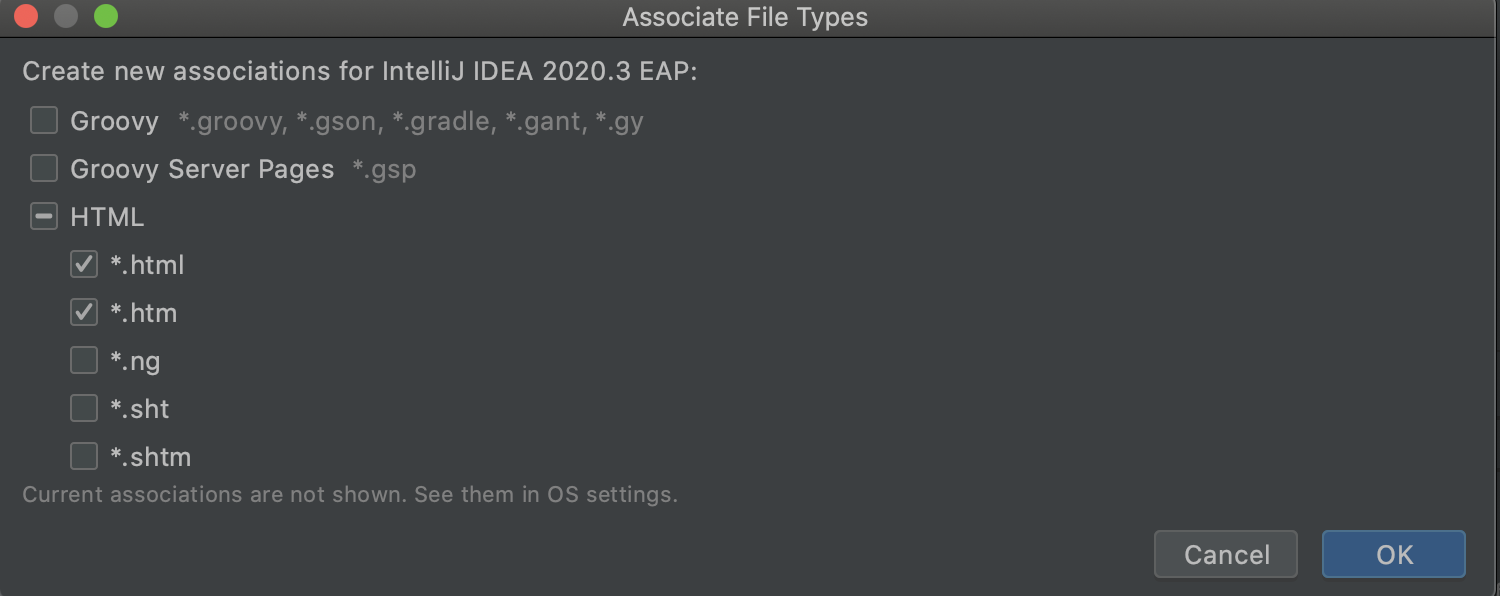 Associate File Types
Create new associations for IntelliJ IDEA 2020.3 EAP:
Groovy *.groovy, *.gson, *.gradle, *.gant, *.gy
Groovy Server Pages *.gsp
HTML
*.html
*.htm
*.ng
*.sht
*.shtm
Current associations are not shown. See them in OS settings.
Cancel OK